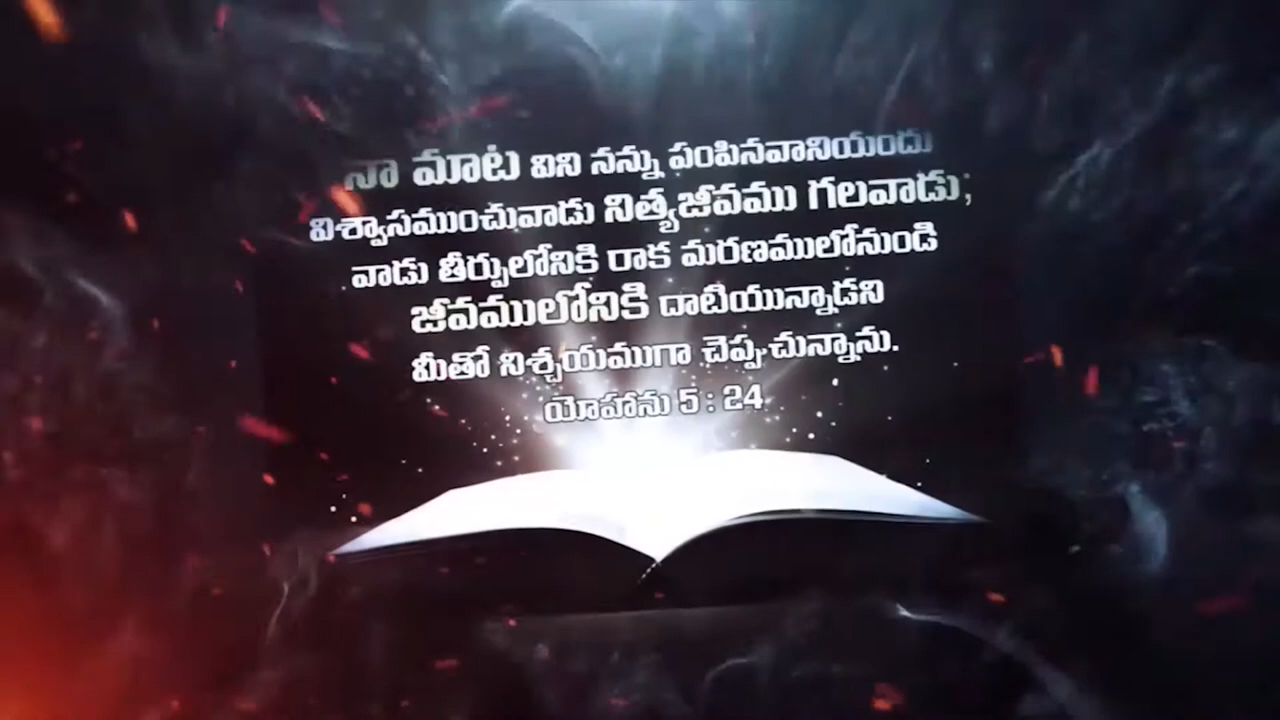 నా మాట విని నన్ను పంపినవానియందు
విశ్వాసముంచువాడు నిత్యజీవము గలవాడు;
వాడు తీర్పులోనికి రాక మరణములోనుండి
జీవములోనికి దాటియున్నాడని
మీతో నిశ్చయముగా చెప్పుచున్నాను.
యోహాను 5 : 24